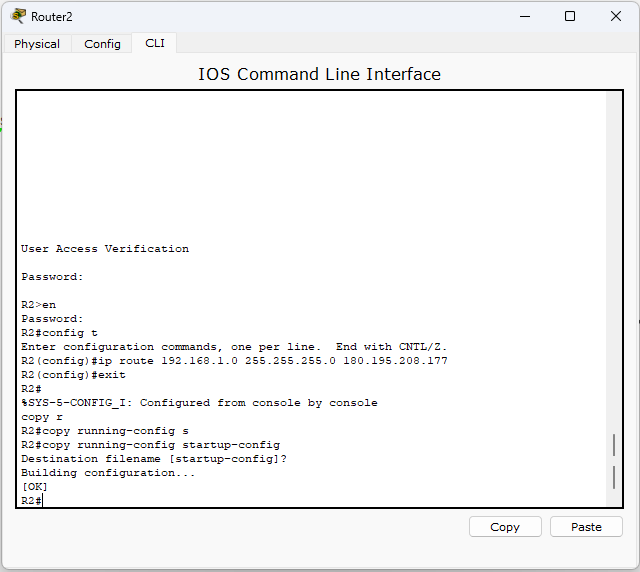 Router2
Physical Config CLI
IOS Command Line Interface
User Access Verification
Password:
R2>en
Password:
R2#config t
Enter configuration commands, one per line.  End with CNTL/Z.
R2(config)#ip route 192.168.1.0 255.255.255.0 180.195.208.177
R2(config)#exit
R2#
%SYS-5-CONFIG_I: Configured from console by console
copy r
R2#copy running-config s
R2#copy running-config startup-config
Destination filename [startup-config]?
Building configuration...
[OK]
R2#
Copy Paste